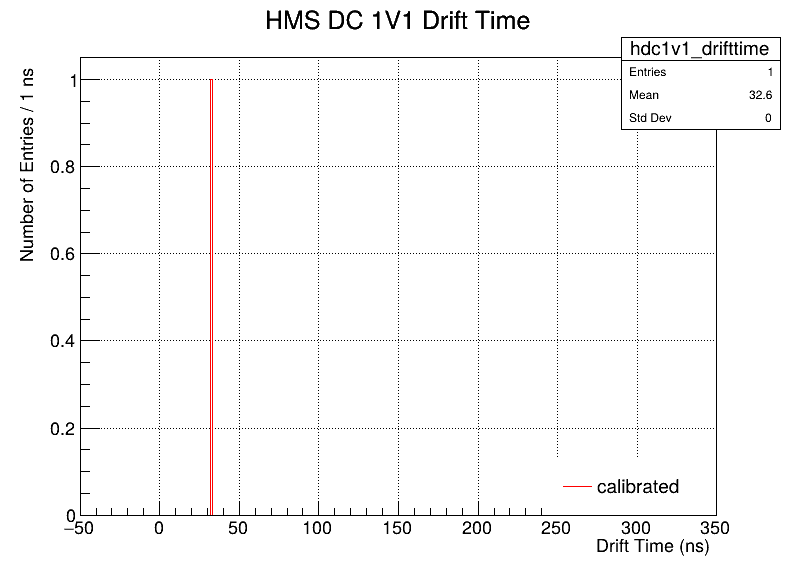 HMS DC 1V1 Drift Time
hdc1v1_drifttime
Entries 1
Mean 32.6
Std Dev 0
Number of Entries / 1 ns
1
0.8
0.6
0.4
0.2
0
−50 0 50 100 150 200 250 300 350
Drift Time (ns)
calibrated